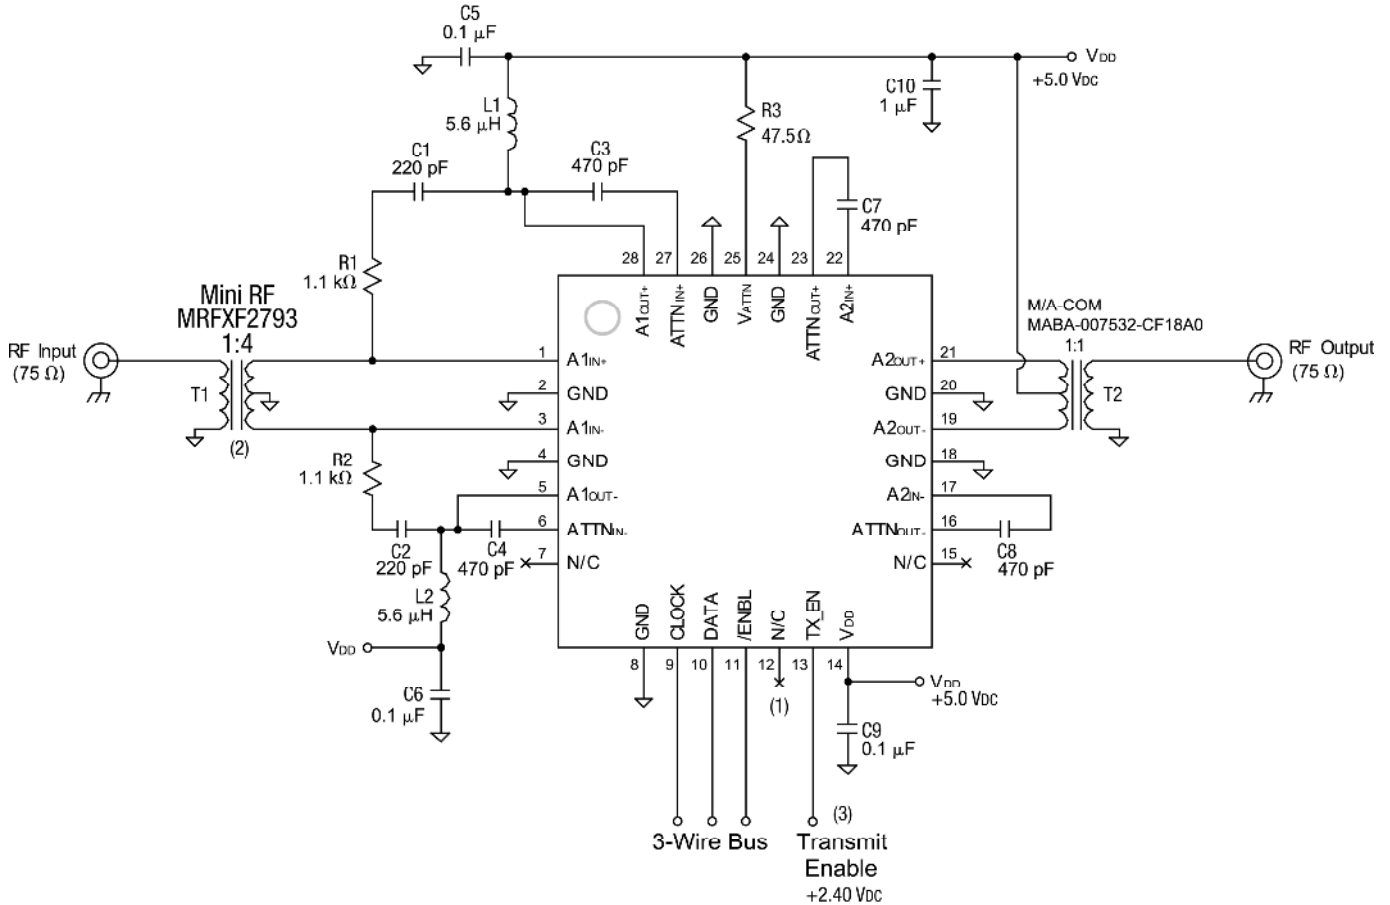 C5
0.1 µF
VDD
+5.0 VDC
C10
1 µF
L1
5.6 µH
R3
47.5Ω
C1
220 pF
C3
470 pF
C7
470 pF
R1
1.1 kΩ
28
27
26
25
24
23
22
A1OUT+
ATTNIN+
GND
VATTN
GND
ATTNOUT+
A2IN+
Mini RF
MRFXF2793
1:4
M/A-COM
MABA-007532-CF18A0
1:1
RF Input
(75 Ω)
RF Output
(75 Ω)
T1
(2)
T2
1 A1IN+
2 GND
3 A1IN-
4 GND
5 A1OUT-
6 ATTNIN-
7 N/C
A2OUT+ 21
GND 20
A2OUT- 19
GND 18
A2IN- 17
ATTNOUT- 16
N/C 15
R2
1.1 kΩ
C2
220 pF
C4
470 pF
C8
470 pF
L2
5.6 µH
VDD
C6
0.1 µF
GND
CLOCK
DATA
/ENBL
N/C
TX_EN
VDD
8
9
10
11
12
13
14
(1)
VDD
+5.0 VDC
C9
0.1 µF
(3)
3-Wire Bus
Transmit
Enable
+2.40 VDC